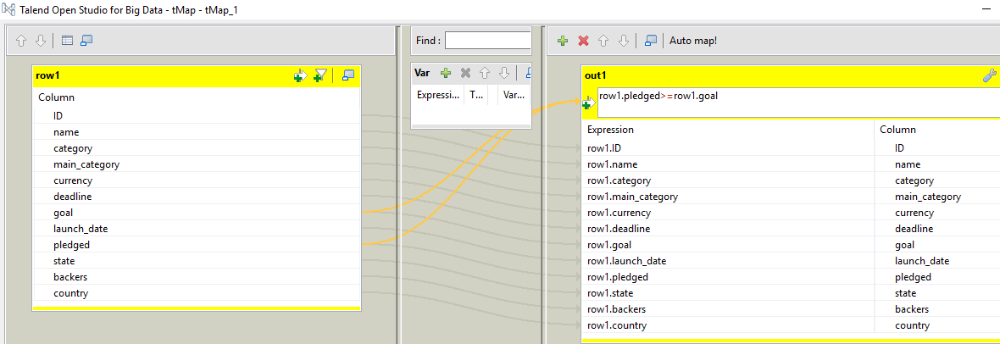 Talend Open Studio for Big Data - tMap - tMap_1
Find :
Auto map!
row1
Column
ID
name
category
main_category
currency
deadline
goal
launch_date
pledged
state
backers
country
Var
Expressi... T... Var...
out1
row1.pledged>=row1.goal
Expression Column
row1.ID ID
row1.name name
row1.category category
row1.main_category main_category
row1.currency currency
row1.deadline deadline
row1.goal goal
row1.launch_date launch_date
row1.pledged pledged
row1.state state
row1.backers backers
row1.country country